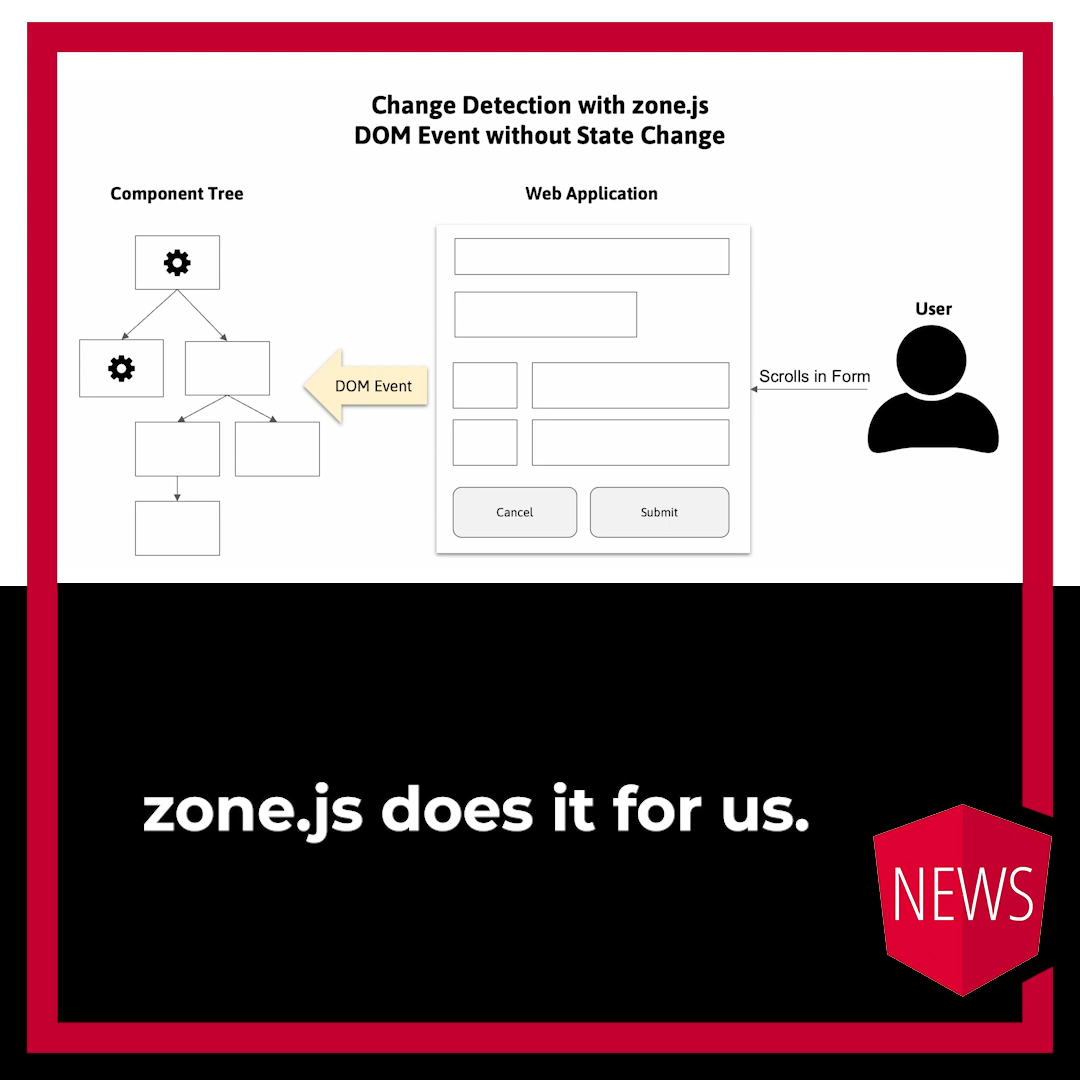 Change Detection with zone.js
DOM Event without State Change
Component Tree
Web Application
User
Scrolls in Form
DOM Event
Cancel
Submit
zone.js does it for us.
NEWS